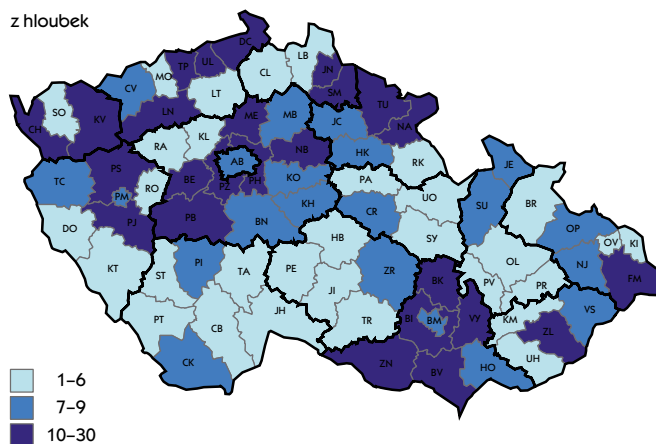 z hloubek
DC
TP
UL
LB
MO
CL
JN
CV
LT
SM
SO
KV
LN
ME
MB
TU
CH
JC
NA
RA
KL
NB
HK
RK
AB
JE
TC
PS
BE
PZ
PH
KO
PA
RO
PM
KH
UO
SU
BR
PB
BN
CR
OP
DO
PJ
HB
SY
OV
KI
KT
ST
PI
TA
PE
ZR
OL
NJ
FM
BK
PV
PR
JI
PT
CB
JH
TR
BI
BM
VY
KM
VS
ZL
CK
ZN
BV
HO
UH
1–6
7–9
10–30